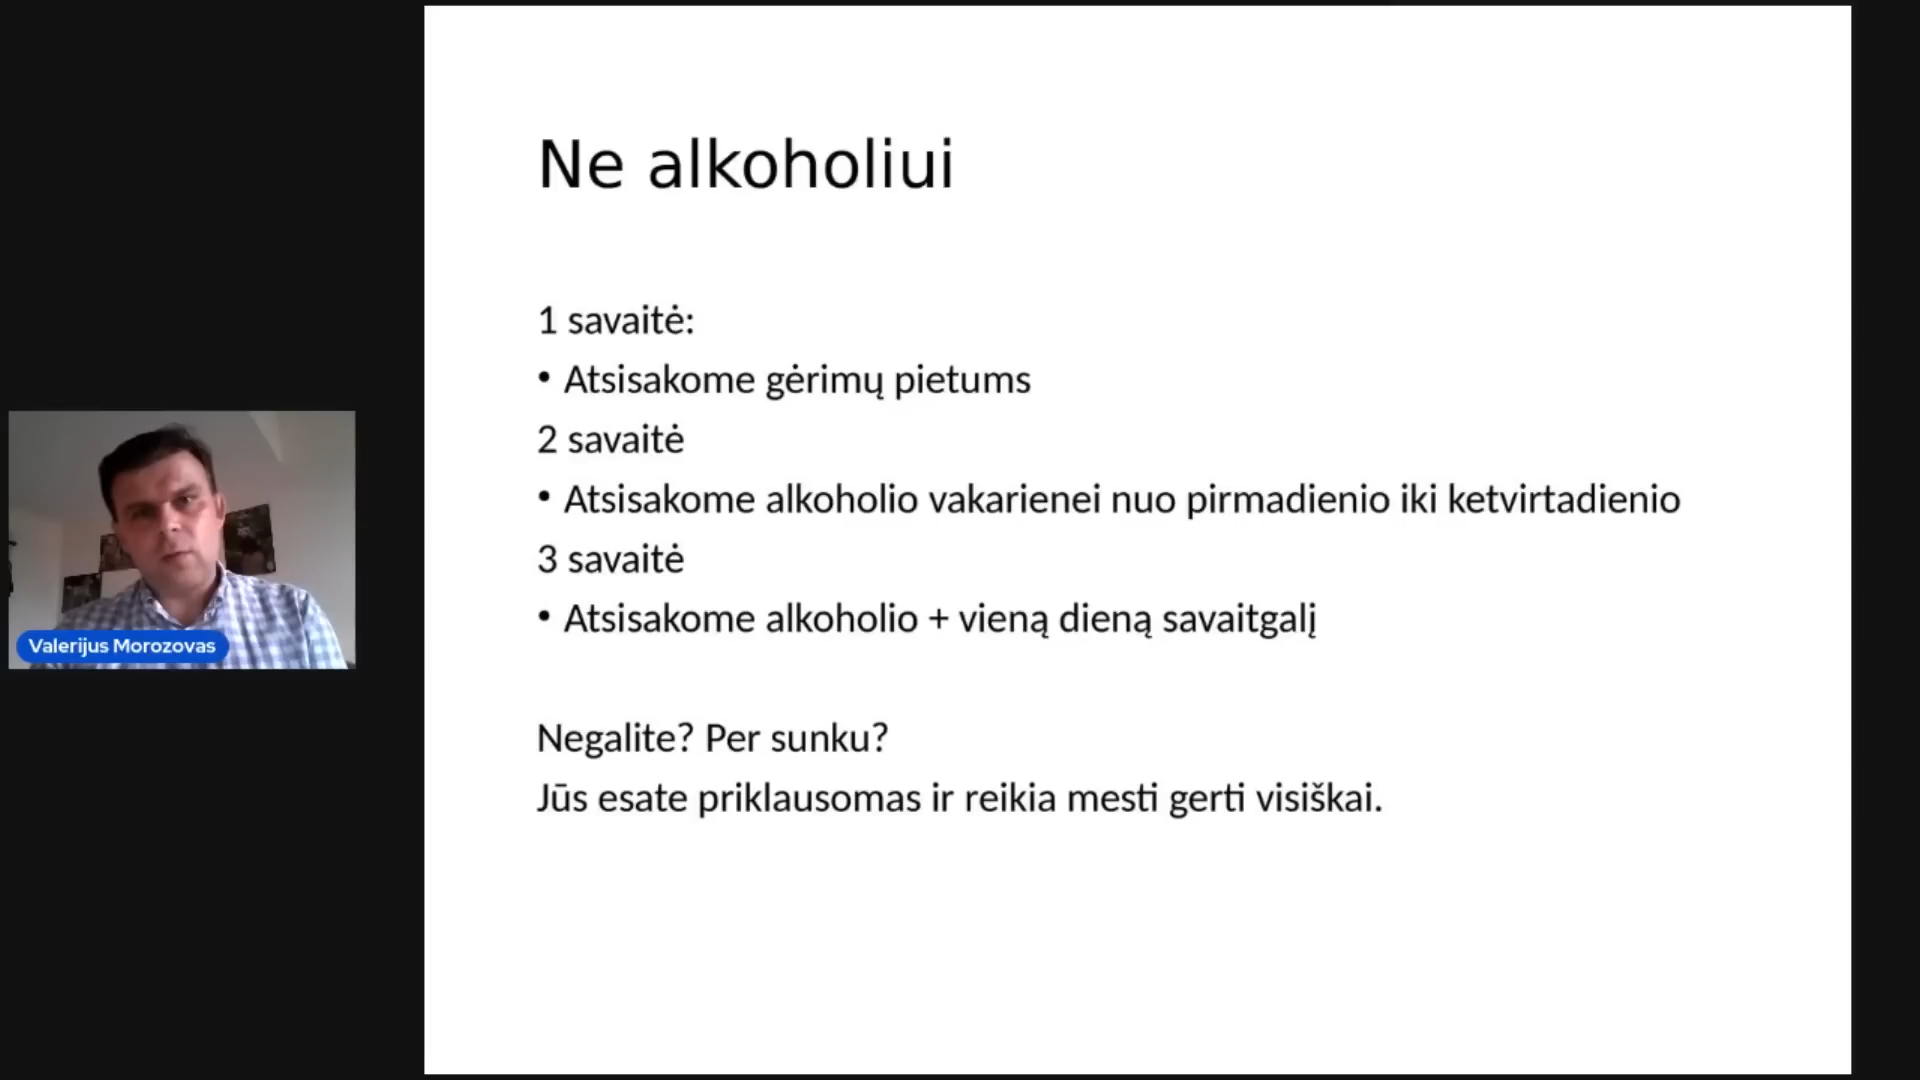 Ne alkoholiui
1 savaitė:
• Atsisakome gėrimų pietums
2 savaitė
• Atsisakome alkoholio vakarienei nuo pirmadienio iki ketvirtadienio
3 savaitė
• Atsisakome alkoholio + vieną dieną savaitgalį
Negalite? Per sunku?
Jūs esate priklausomas ir reikia mesti gerti visiškai.
Valerijus Morozovas